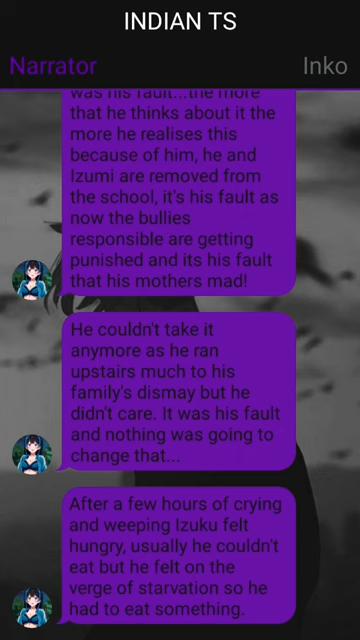 INDIAN TS
Narrator
Inko
was his fault...the more
that he thinks about it the
more he realises this
because of him, he and
Izumi are removed from
the school, it's his fault as
now the bullies
responsible are getting
punished and its his fault
that his mothers mad!
He couldn't take it
anymore as he ran
upstairs much to his
family's dismay but he
didn't care. It was his fault
and nothing was going to
change that...
After a few hours of crying
and weeping Izuku felt
hungry, usually he couldn't
eat but he felt on the
verge of starvation so he
had to eat something.